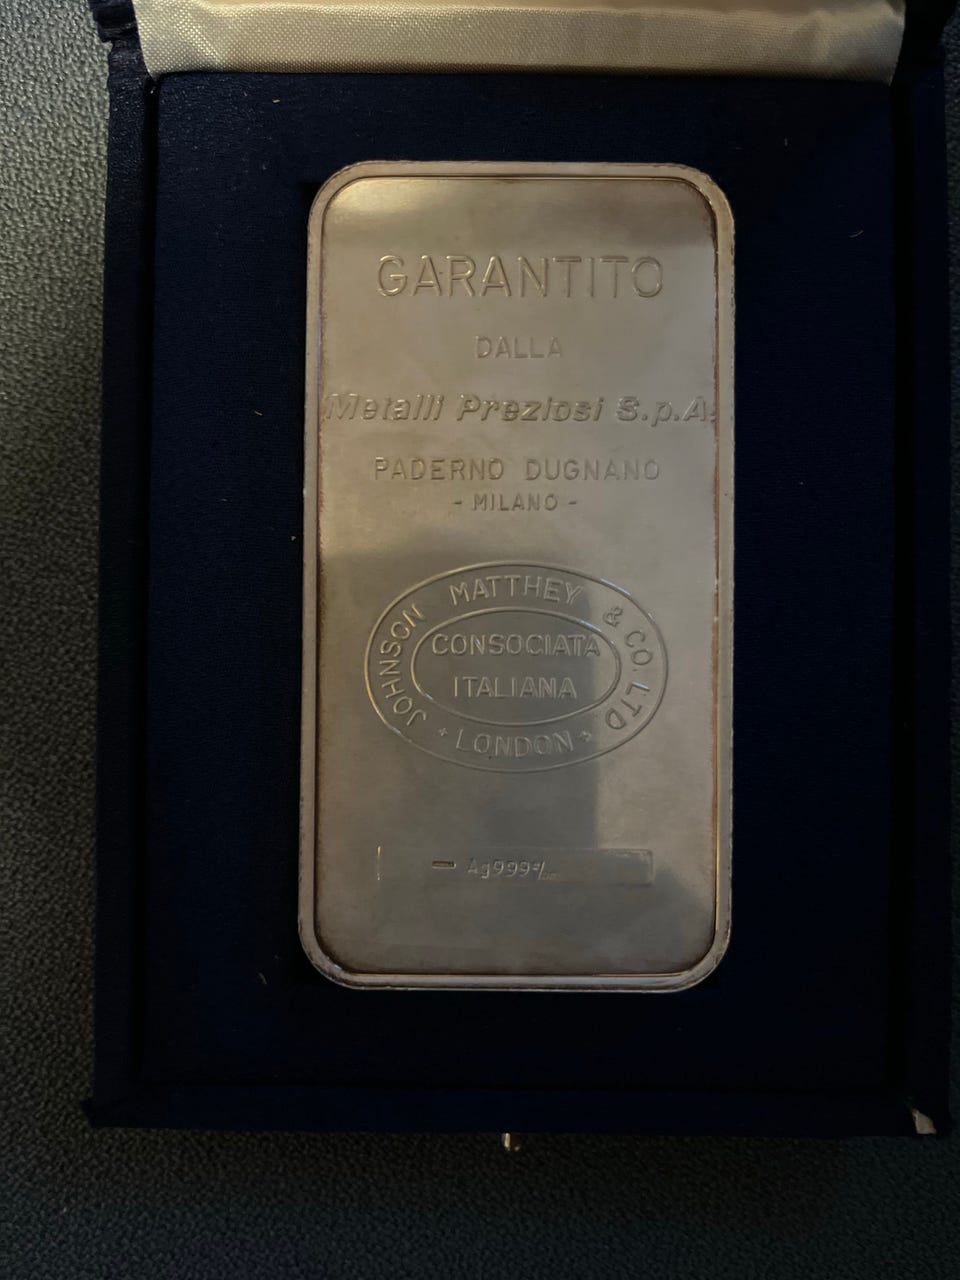 GARANTITO
DALLA
Metalli Preziosi S.p.A.
PADERNO DUGNANO
- MILANO -
JOHNSON MATTHEY & CO. LTD.
CONSOCIATA
ITALIANA
* LONDON *
Ag999